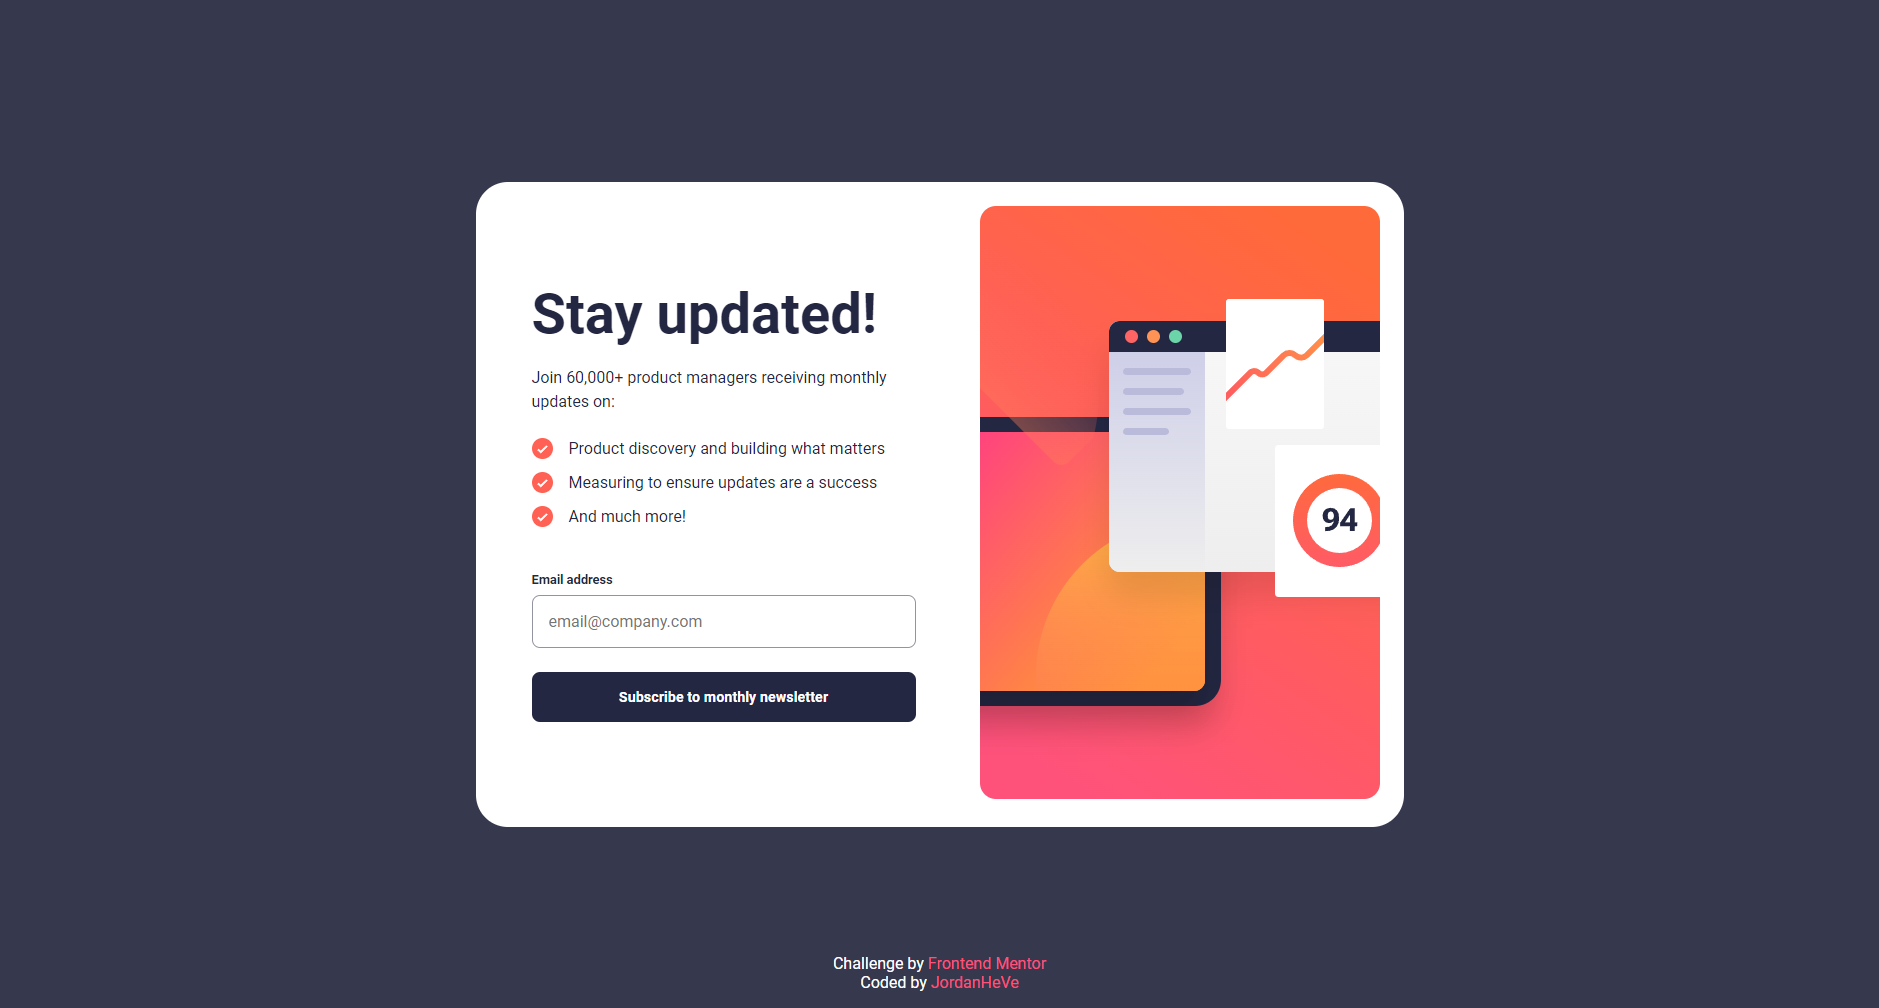 Stay updated!
Join 60,000+ product managers receiving monthly
updates on:
Product discovery and building what matters
Measuring to ensure updates are a success
And much more!
Email address
email@company.com
Subscribe to monthly newsletter
94
Challenge by Frontend Mentor
Coded by JordanHeVe